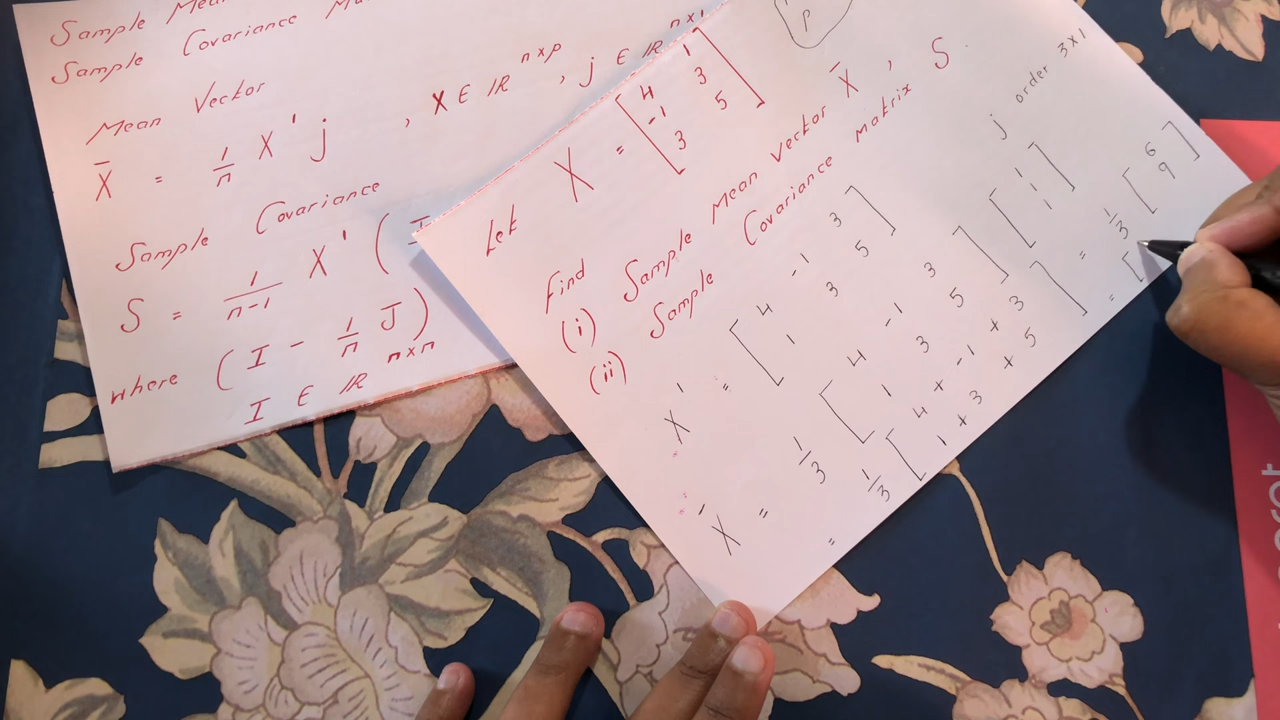 Sample Mean
Sample Covariance Ma
Mean Vector
X̄ = 1/n X' j , X ∈ IR n×p , j ∈ IR n×1
Sample Covariance
S = 1/n-1 X' ( I
where ( I - 1/n J )
I ∈ IR n×n
p
Let X = [ 4 1
-1 3
3 5 ]
Find
(i) Sample Mean Vector X̄ ,
(ii) Sample Covariance matrix S .
X' = [ 4 -1 3
1 3 5 ]
j order 3×1
X̄ = 1/3 [ 4 -1 3
1 3 5 ] [ 1
1
1 ]
= 1/3 [ 4 + -1 + 3
1 + 3 + 5 ] = 1/3 [ 6
9 ]
= [